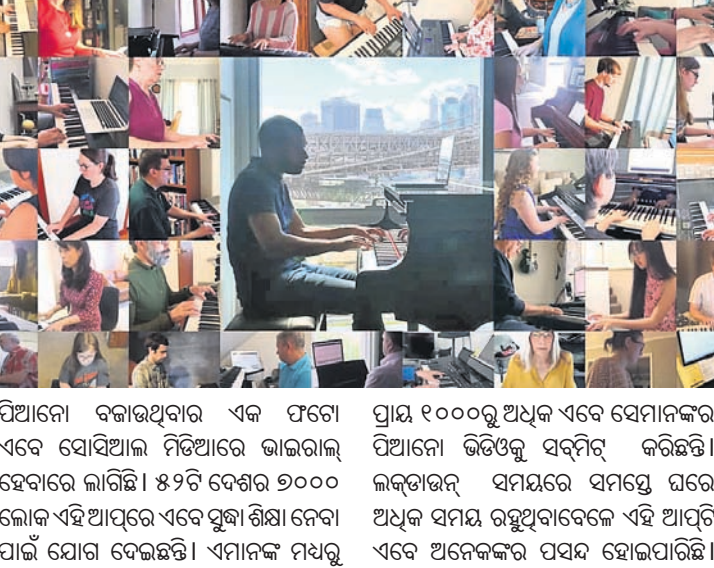 ପିଆନୋ ବଜାଉଥିବାର ଏକ ଫଟୋ
ଏବେ ସୋସିଆଲ ମିଡିଆରେ ଭାଇରାଲ୍
ହେବାରେ ଲାଗିଛି। ୫୨ଟି ଦେଶର ୭୦୦୦
ଲୋକ ଏହି ଆପ୍‌ରେ ଏବେ ସୁଦ୍ଧା ଶିକ୍ଷା ନେବା
ପାଇଁ ଯୋଗ ଦେଇଛନ୍ତି। ଏମାନଙ୍କ ମଧ୍ୟରୁ
ପ୍ରାୟ ୧୦୦୦ରୁ ଅଧିକ ଏବେ ସେମାନଙ୍କର
ପିଆନୋ ଭିଡିଓକୁ ସବ୍‌ମିଟ୍ କରିଛନ୍ତି।
ଲକ୍‌ଡାଉନ୍ ସମୟରେ ସମସ୍ତେ ଘରେ
ଅଧିକ ସମୟ ରହୁଥିବାବେଳେ ଏହି ଆପ୍‌ଟି
ଏବେ ଅନେକଙ୍କର ପସନ୍ଦ ହୋଇପାରିଛି।